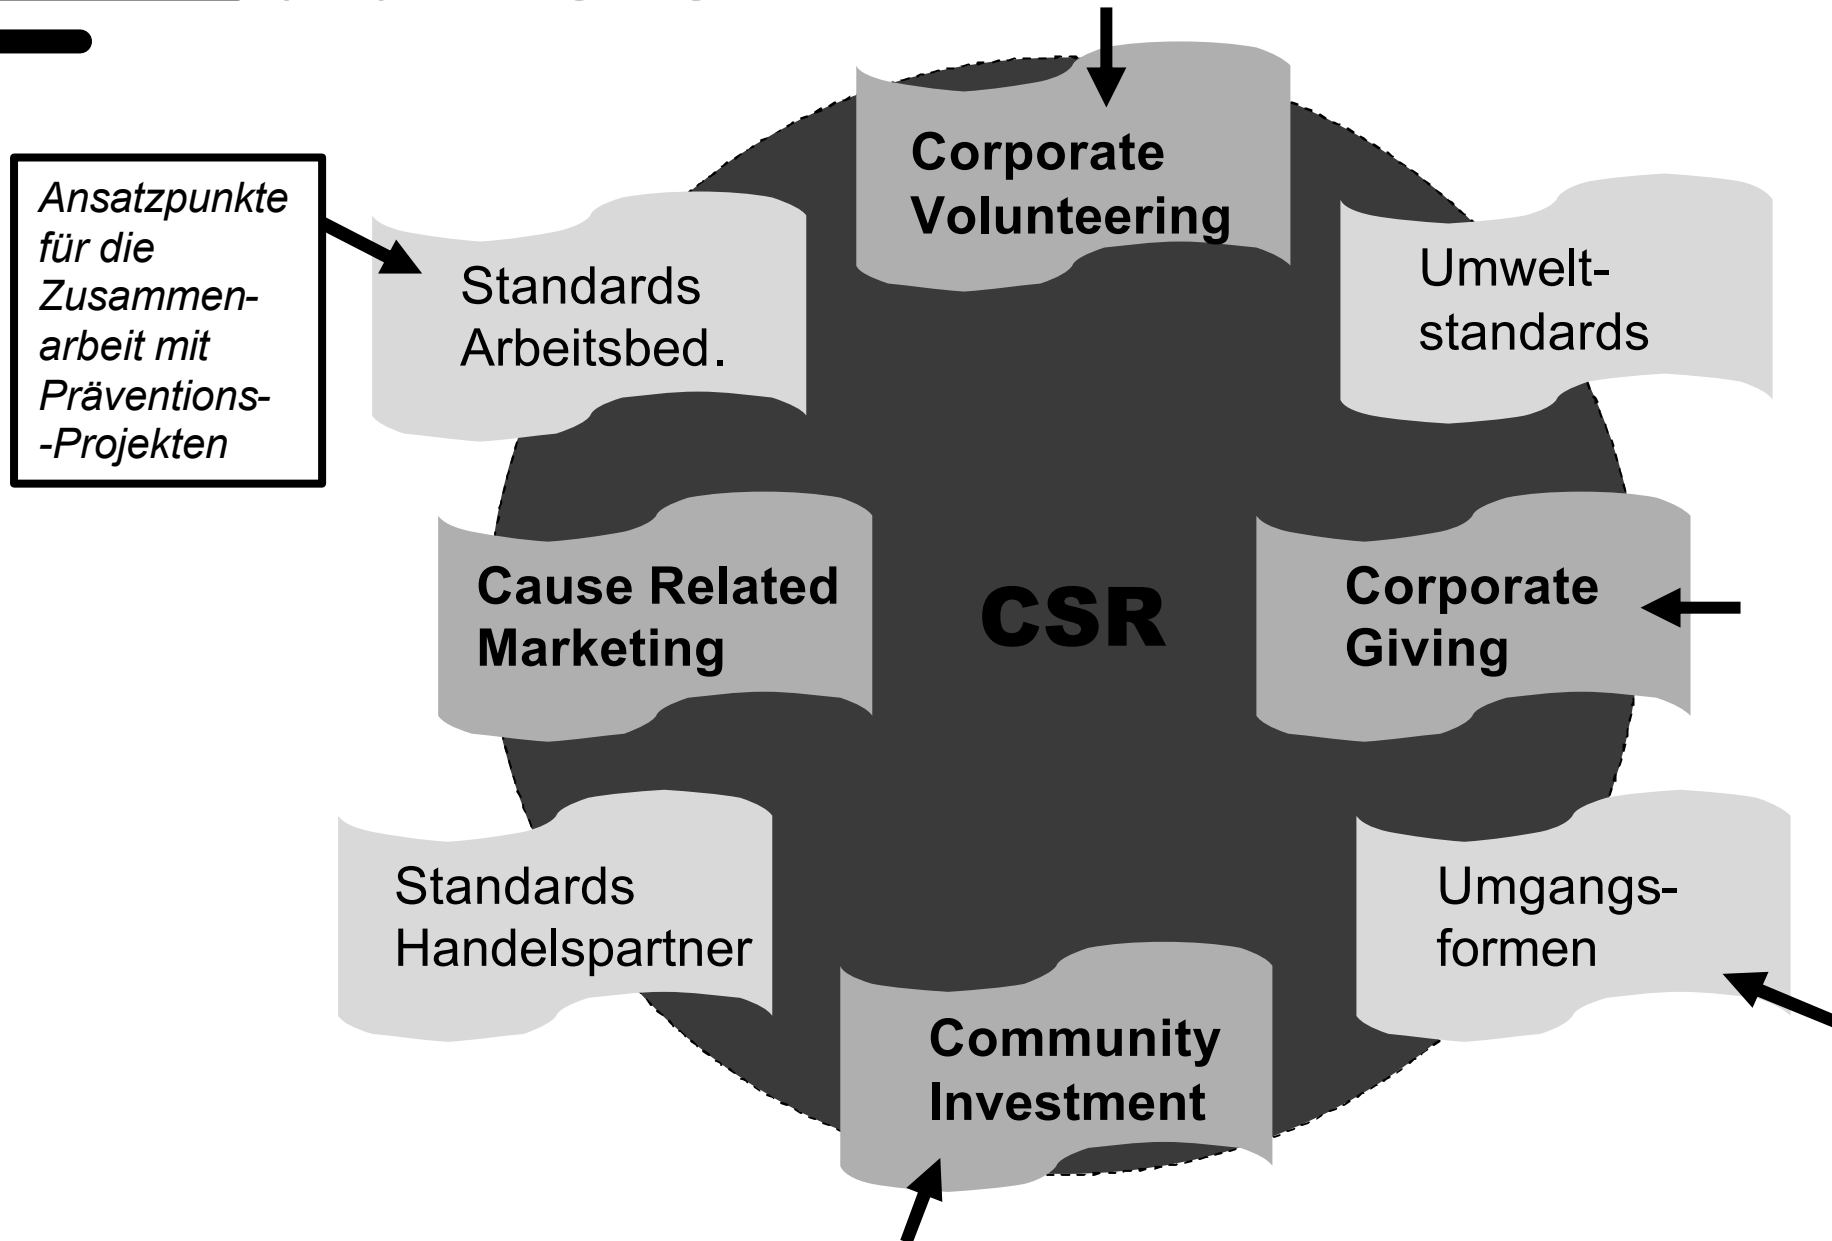 Corporate
Volunteering
Ansatzpunkte
für die
Zusammen-
arbeit mit
Präventions-
-Projekten
Standards
Arbeitsbed.
Umwelt-
standards
Cause Related
Marketing
CSR
Corporate
Giving
Standards
Handelspartner
Umgangs-
formen
Community
Investment